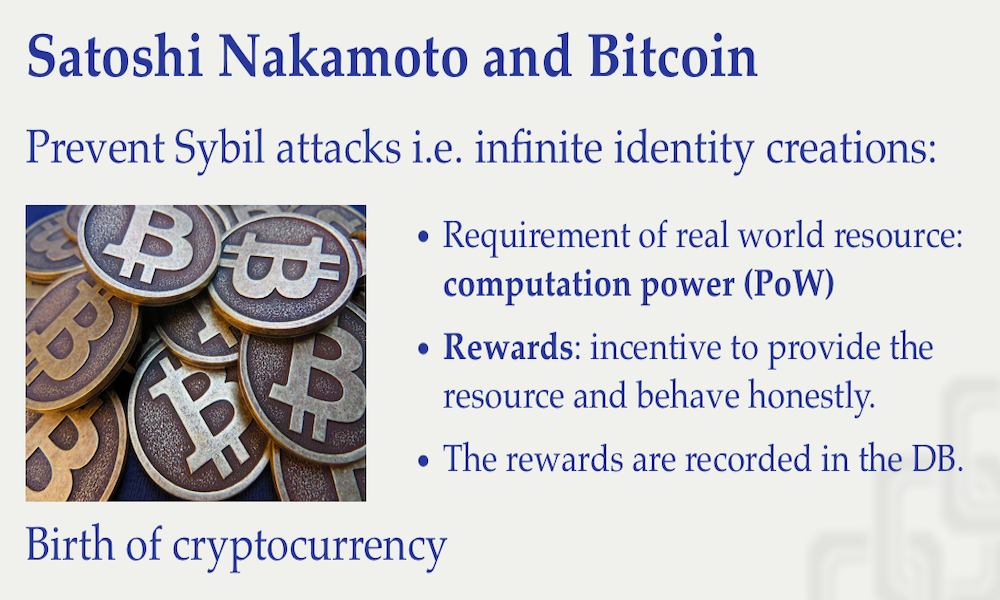 Satoshi Nakamoto and Bitcoin
Prevent Sybil attacks i.e. infinite identity creations:
• Requirement of real world resource:
computation power (PoW)
• Rewards: incentive to provide the
resource and behave honestly.
• The rewards are recorded in the DB.
Birth of cryptocurrency